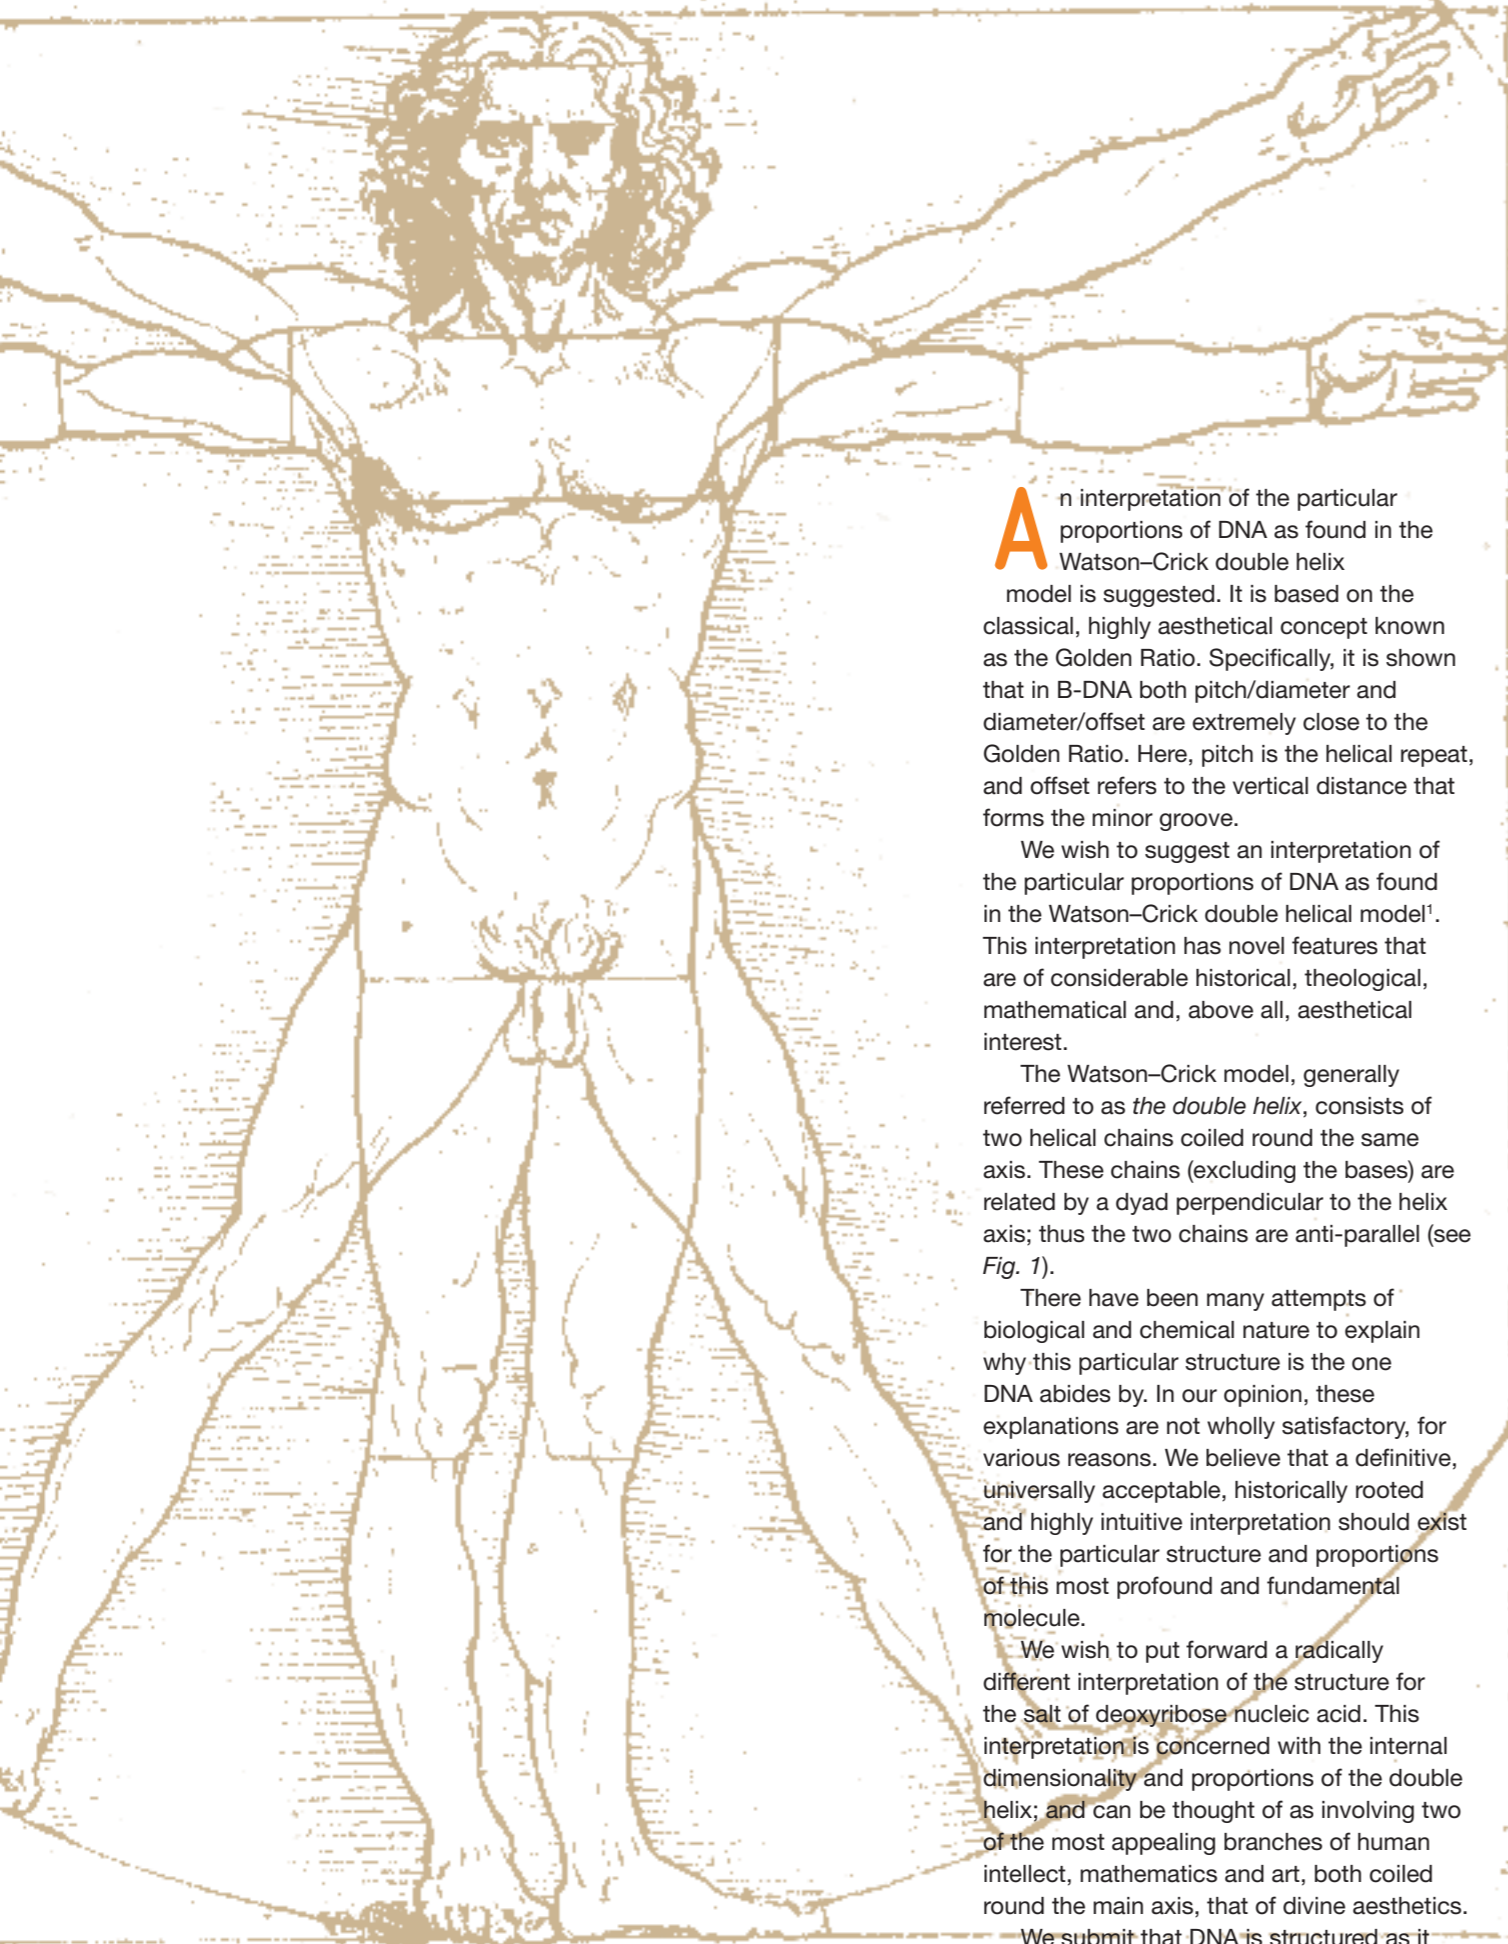 An interpretation of the particular
proportions of DNA as found in the
Watson–Crick double helix
model is suggested. It is based on the
classical, highly aesthetical concept known
as the Golden Ratio. Specifically, it is shown
that in B-DNA both pitch/diameter and
diameter/offset are extremely close to the
Golden Ratio. Here, pitch is the helical repeat,
and offset refers to the vertical distance that
forms the minor groove.
We wish to suggest an interpretation of
the particular proportions of DNA as found
in the Watson–Crick double helical model¹.
This interpretation has novel features that
are of considerable historical, theological,
mathematical and, above all, aesthetical
interest.
The Watson–Crick model, generally
referred to as the double helix, consists of
two helical chains coiled round the same
axis. These chains (excluding the bases) are
related by a dyad perpendicular to the helix
axis; thus the two chains are anti-parallel (see
Fig. 1).
There have been many attempts of
biological and chemical nature to explain
why this particular structure is the one
DNA abides by. In our opinion, these
explanations are not wholly satisfactory, for
various reasons. We believe that a definitive,
universally acceptable, historically rooted
and highly intuitive interpretation should exist
for the particular structure and proportions
of this most profound and fundamental
molecule.
We wish to put forward a radically
different interpretation of the structure for
the salt of deoxyribose nucleic acid. This
interpretation is concerned with the internal
dimensionality and proportions of the double
helix; and can be thought of as involving two
of the most appealing branches of human
intellect, mathematics and art, both coiled
round the main axis, that of divine aesthetics.
We submit that DNA is structured as it